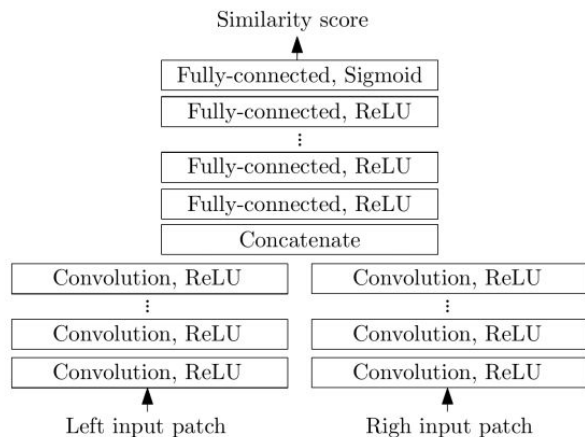 Similarity score
Fully-connected, Sigmoid
Fully-connected, ReLU
⋮
Fully-connected, ReLU
Fully-connected, ReLU
Concatenate
Convolution, ReLU Convolution, ReLU
⋮ ⋮
Convolution, ReLU Convolution, ReLU
Convolution, ReLU Convolution, ReLU
Left input patch Righ input patch